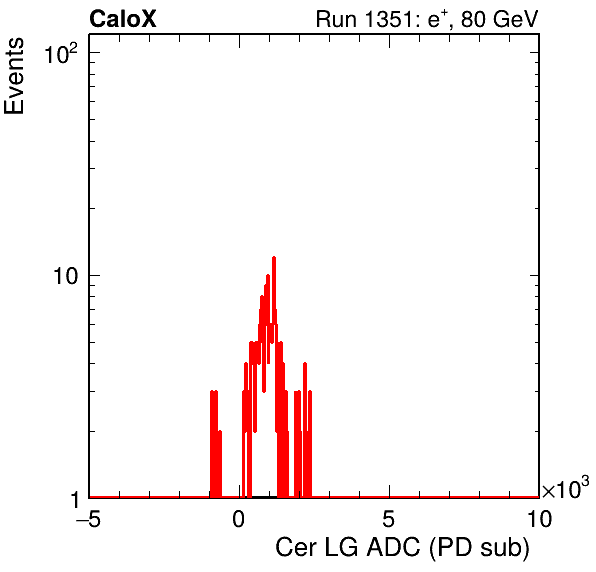 CaloX Run 1351: e⁺, 80 GeV
Events
10²
10
1
−5 0 5 10
×10³
Cer LG ADC (PD sub)